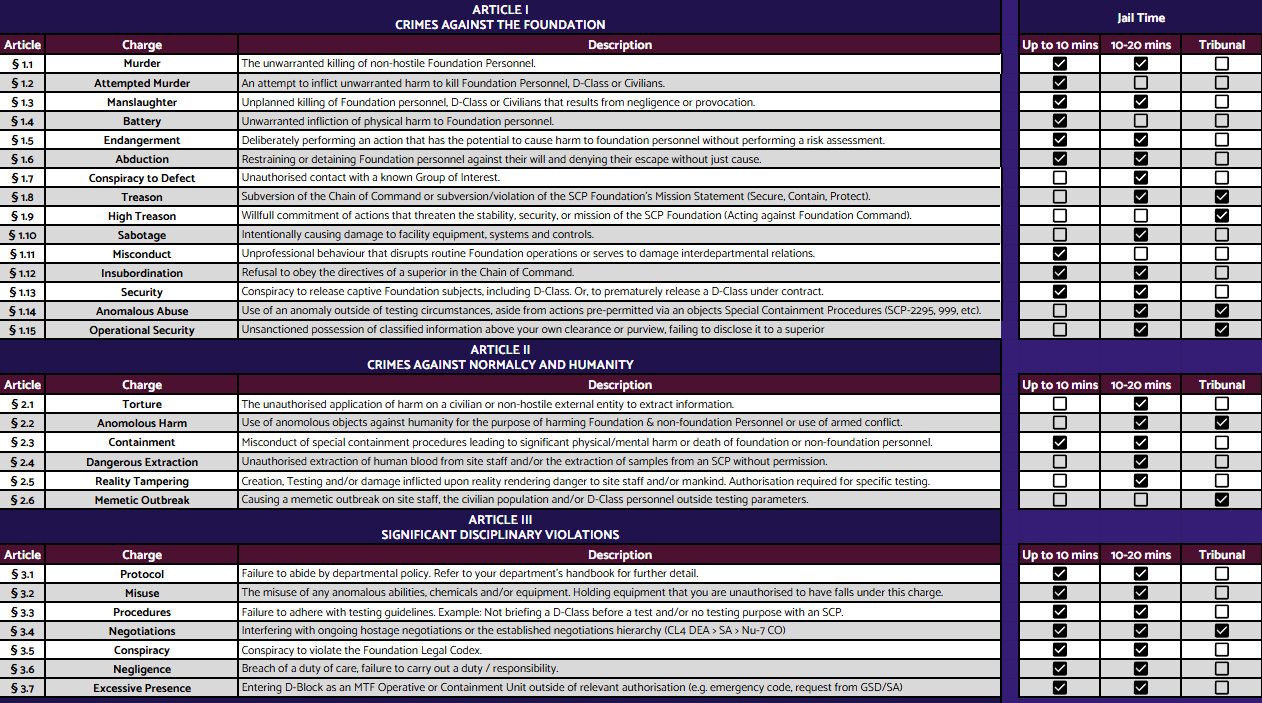 ARTICLE I
CRIMES AGAINST THE FOUNDATION
Jail Time
Article Charge Description Up to 10 mins 10-20 mins Tribunal
§ 1.1 Murder The unwarranted killing of non-hostile Foundation Personnel.
§ 1.2 Attempted Murder An attempt to inflict unwarranted harm to kill Foundation Personnel, D-Class or Civilians.
§ 1.3 Manslaughter Unplanned killing of Foundation personnel, D-Class or Civilians that results from negligence or provocation.
§ 1.4 Battery Unwarranted infliction of physical harm to Foundation personnel.
§ 1.5 Endangerment Deliberately performing an action that has the potential to cause harm to foundation personnel without performing a risk assessment.
§ 1.6 Abduction Restraining or detaining Foundation personnel against their will and denying their escape without just cause.
§ 1.7 Conspiracy to Defect Unauthorised contact with a known Group of Interest.
§ 1.8 Treason Subversion of the Chain of Command or subversion/violation of the SCP Foundation's Mission Statement (Secure, Contain, Protect).
§ 1.9 High Treason Willfull commitment of actions that threaten the stability, security, or mission of the SCP Foundation (Acting against Foundation Command).
§ 1.10 Sabotage Intentionally causing damage to facility equipment, systems and controls.
§ 1.11 Misconduct Unprofessional behaviour that disrupts routine Foundation operations or serves to damage interdepartmental relations.
§ 1.12 Insubordination Refusal to obey the directives of a superior in the Chain of Command.
§ 1.13 Security Conspiracy to release captive Foundation subjects, including D-Class. Or, to prematurely release a D-Class under contract.
§ 1.14 Anomalous Abuse Use of an anomaly outside of testing circumstances, aside from actions pre-permitted via an objects Special Containment Procedures (SCP-2295, 999, etc).
§ 1.15 Operational Security Unsanctioned possession of classified information above your own clearance or purview, failing to disclose it to a superior
ARTICLE II
CRIMES AGAINST NORMALCY AND HUMANITY
Article Charge Description Up to 10 mins 10-20 mins Tribunal
§ 2.1 Torture The unauthorised application of harm on a civilian or non-hostile external entity to extract information.
§ 2.2 Anomolous Harm Use of anomolous objects against humanity for the purpose of harming Foundation & non-foundation Personnel or use of armed conflict.
§ 2.3 Containment Misconduct of special containment procedures leading to significant physical/mental harm or death of foundation or non-foundation personnel.
§ 2.4 Dangerous Extraction Unauthorised extraction of human blood from site staff and/or the extraction of samples from an SCP without permission.
§ 2.5 Reality Tampering Creation, Testing and/or damage inflicted upon reality rendering danger to site staff and/or mankind. Authorisation required for specific testing.
§ 2.6 Memetic Outbreak Causing a memetic outbreak on site staff, the civilian population and/or D-Class personnel outside testing parameters.
ARTICLE III
SIGNIFICANT DISCIPLINARY VIOLATIONS
Article Charge Description Up to 10 mins 10-20 mins Tribunal
§ 3.1 Protocol Failure to abide by departmental policy. Refer to your department's handbook for further detail.
§ 3.2 Misuse The misuse of any anomalous abilities, chemicals and/or equipment. Holding equipment that you are unauthorised to have falls under this charge.
§ 3.3 Procedures Failure to adhere with testing guidelines. Example: Not briefing a D-Class before a test and/or no testing purpose with an SCP.
§ 3.4 Negotiations Interfering with ongoing hostage negotiations or the established negotiations hierarchy (CL4 DEA > SA > Nu-7 CO)
§ 3.5 Conspiracy Conspiracy to violate the Foundation Legal Codex.
§ 3.6 Negligence Breach of a duty of care, failure to carry out a duty / responsibility.
§ 3.7 Excessive Presence Entering D-Block as an MTF Operative or Containment Unit outside of relevant authorisation (e.g. emergency code, request from GSD/SA)